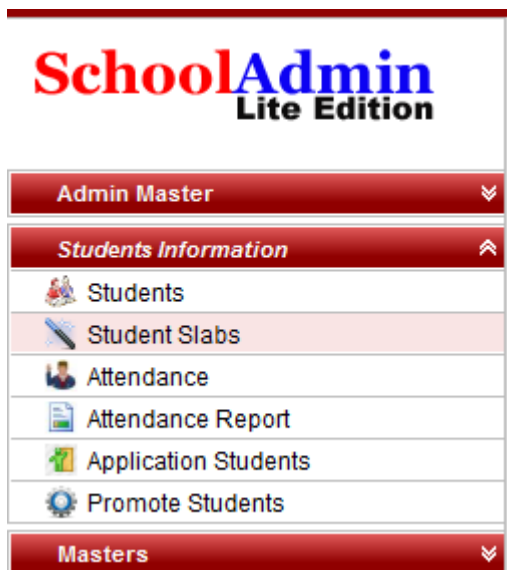 SchoolAdmin
Lite Edition
Admin Master
Students Information
Students
Student Slabs
Attendance
Attendance Report
Application Students
Promote Students
Masters